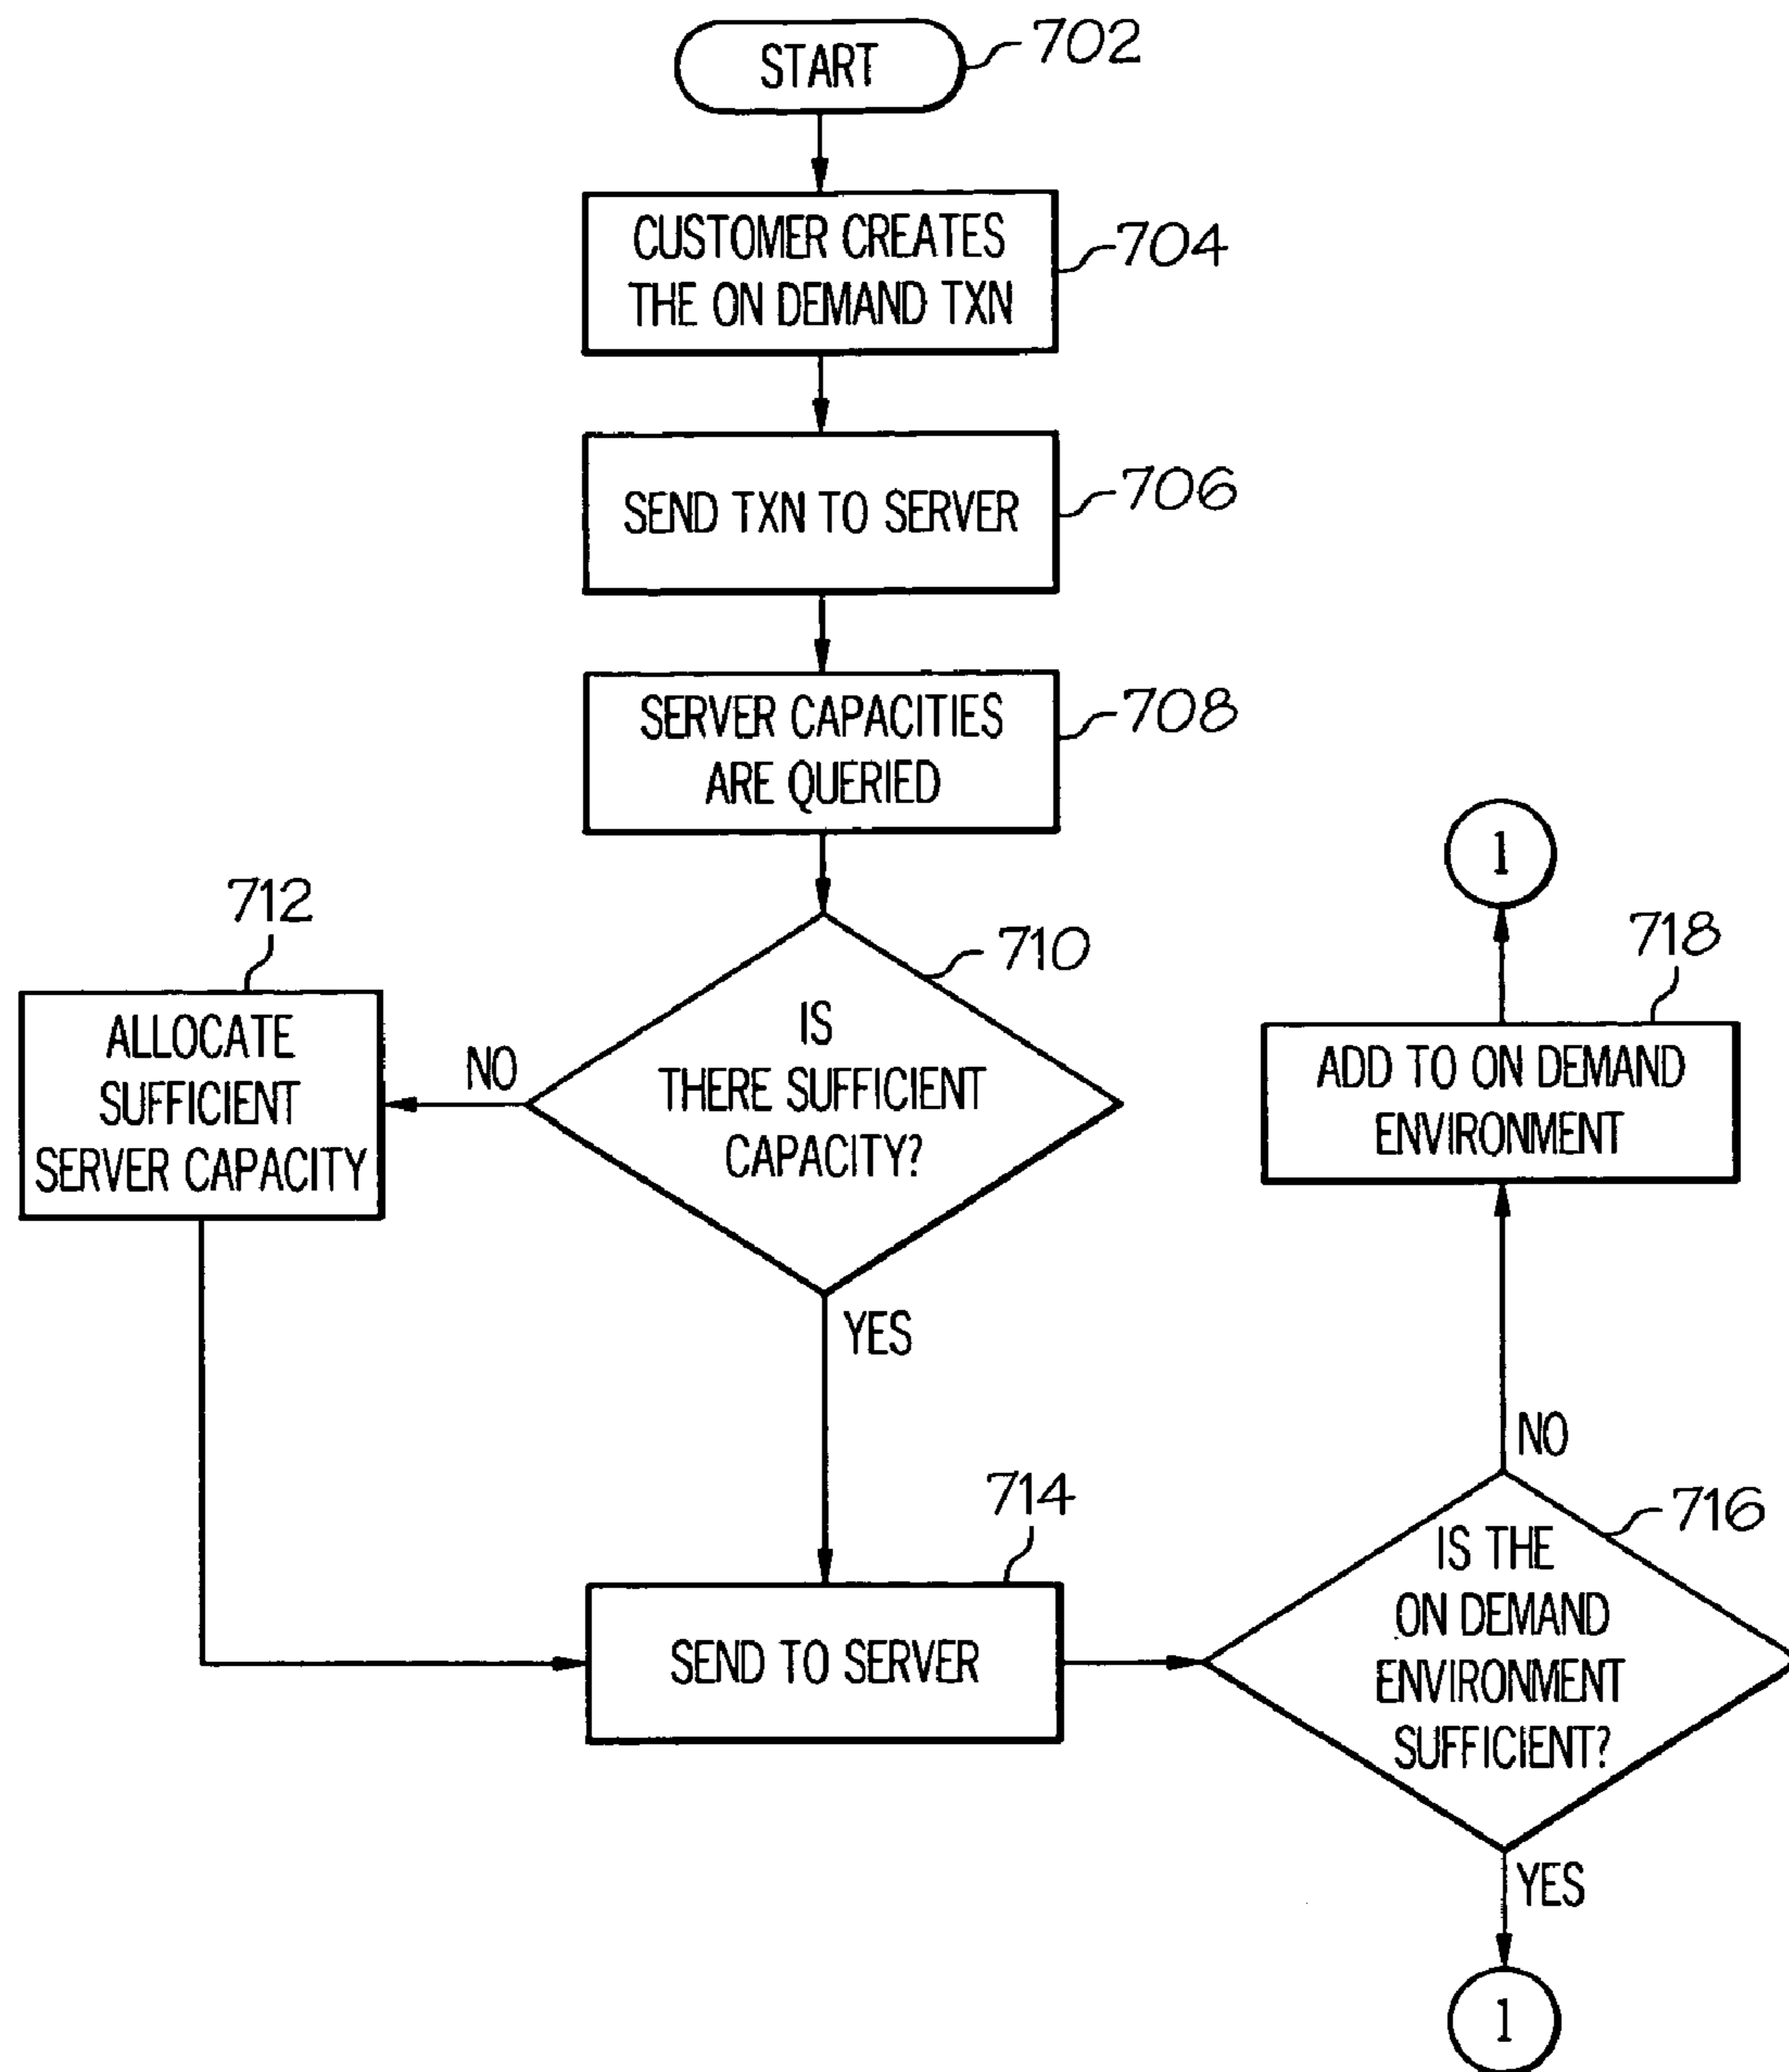 START
702
CUSTOMER CREATES
THE ON DEMAND TXN
704
SEND TXN TO SERVER
706
SERVER CAPACITIES
ARE QUERIED
708
IS
THERE SUFFICIENT
CAPACITY?
710
NO
YES
712
ALLOCATE
SUFFICIENT
SERVER CAPACITY
714
SEND TO SERVER
716
IS THE
ON DEMAND
ENVIRONMENT
SUFFICIENT?
NO
YES
718
ADD TO ON DEMAND
ENVIRONMENT
1
1